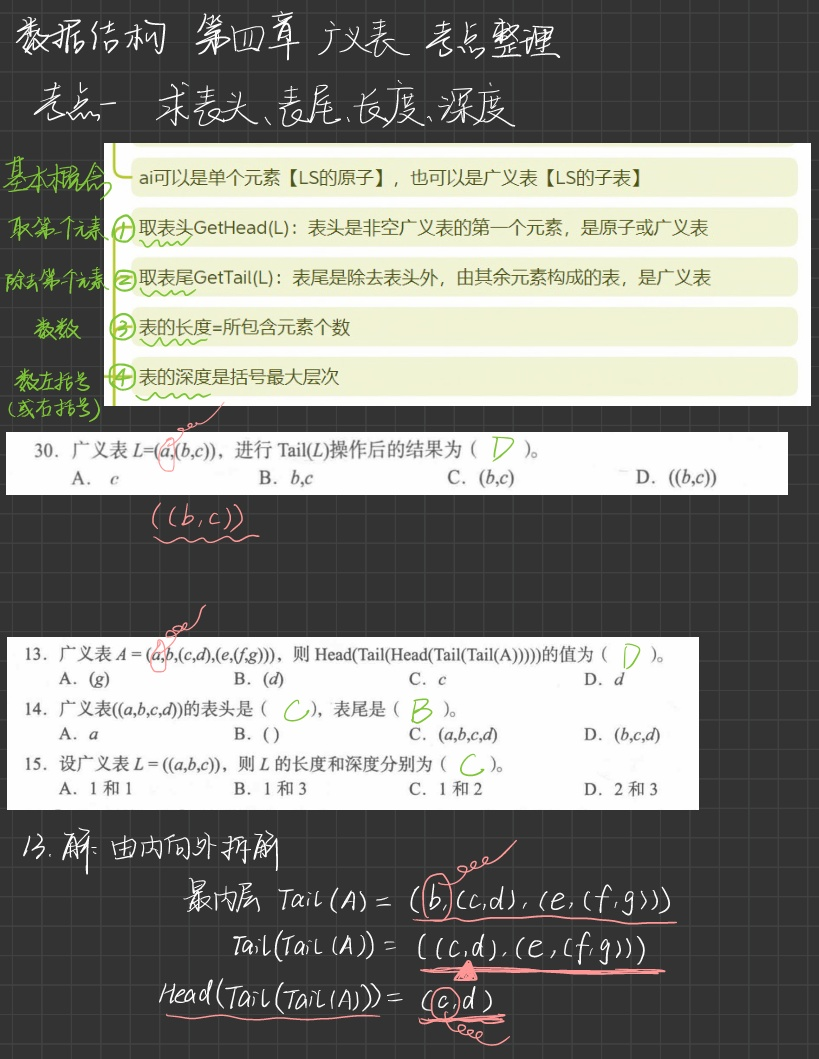 数据结构 第四章 广义表 考点整理
考点一 求表头、表尾、长度、深度
基本概念
ai可以是单个元素【LS的原子】，也可以是广义表【LS的子表】
取第一个元素 ① 取表头GetHead(L)：表头是非空广义表的第一个元素，是原子或广义表
除去第一个元素 ② 取表尾GetTail(L)：表尾是除去表头外，由其余元素构成的表，是广义表
数数 ③ 表的长度=所包含元素个数
数左括号 ④ 表的深度是括号最大层次
(或右括号)
30．广义表 L=(a,(b,c))，进行 Tail(L)操作后的结果为（ D ）。
A． c B．b,c C．(b,c) D．((b,c))
((b,c))
13．广义表 A = (a,b,(c,d),(e,(f,g)))，则 Head(Tail(Head(Tail(Tail(A)))))的值为（ D ）。
A．(g) B．(d) C．c D．d
14．广义表((a,b,c,d))的表头是（ C ），表尾是（ B ）。
A．a B．( ) C．(a,b,c,d) D．(b,c,d)
15．设广义表 L = ((a,b,c))，则 L 的长度和深度分别为（ C ）。
A．1 和 1 B．1 和 3 C．1 和 2 D．2 和 3
13. 解: 由内向外拆解
最内层 Tail(A) = (b,(c,d),(e,(f,g)))
Tail(Tail(A)) = ((c,d),(e,(f,g)))
Head(Tail(Tail(A))) = (c,d)